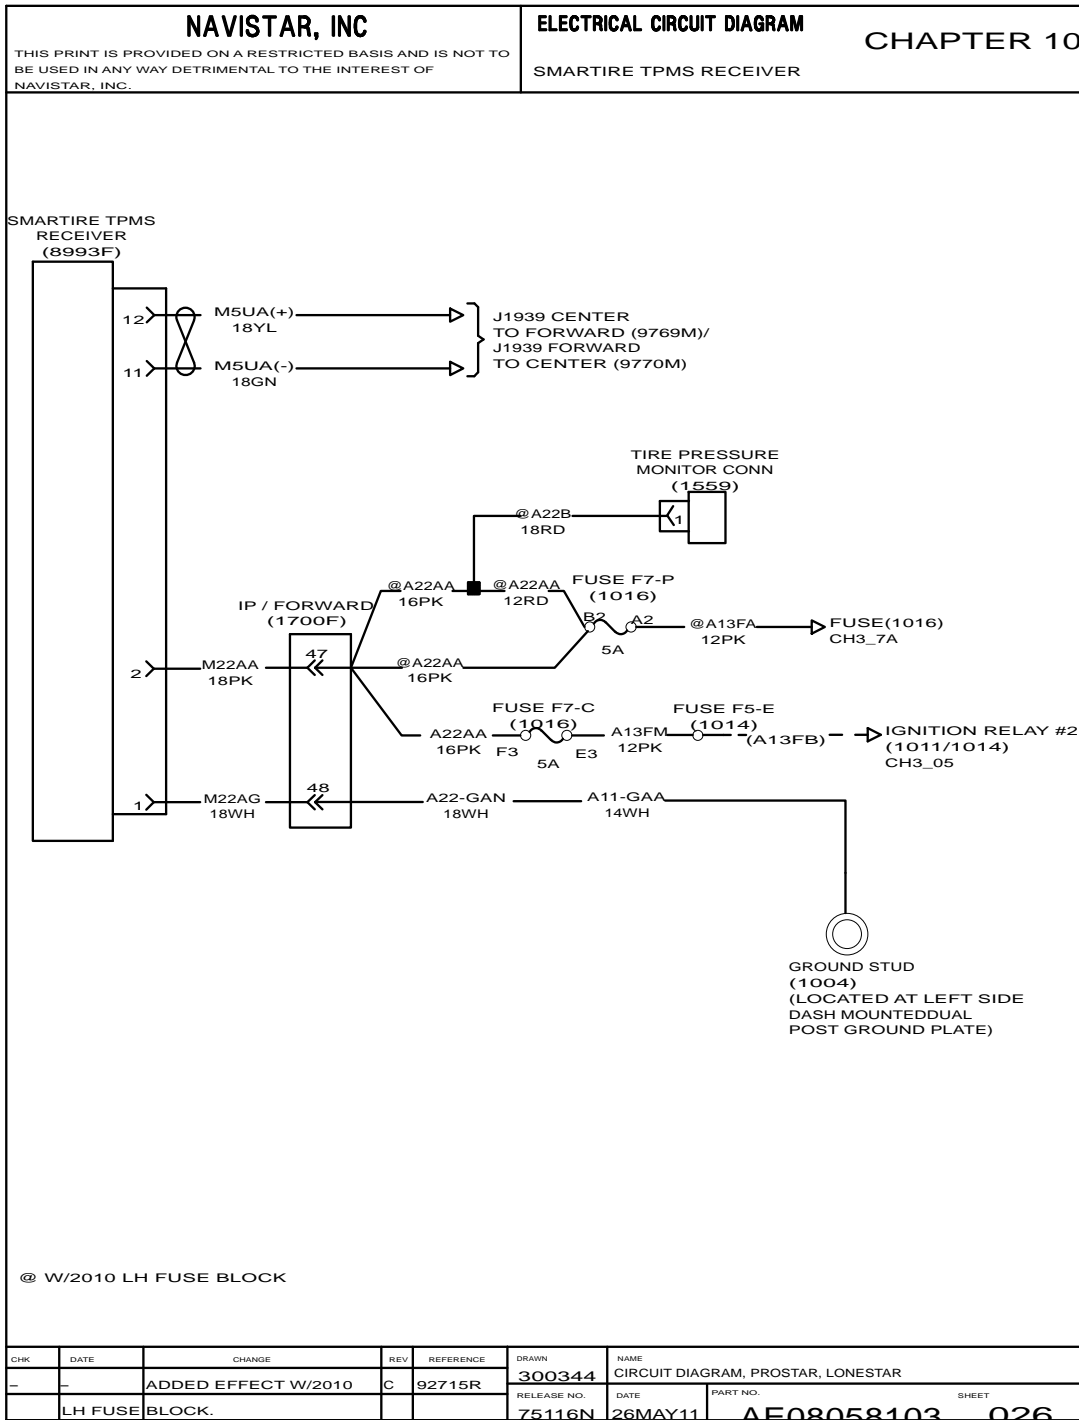 NAVISTAR, INC
THIS PRINT IS PROVIDED ON A RESTRICTED BASIS AND IS NOT TO
BE USED IN ANY WAY DETRIMENTAL TO THE INTEREST OF
NAVISTAR, INC.
ELECTRICAL CIRCUIT DIAGRAM
CHAPTER 10
SMARTIRE TPMS RECEIVER
SMARTIRE TPMS
RECEIVER
(8993F)
12
M5UA(+)
18YL
11
M5UA(-)
18GN
J1939 CENTER
TO FORWARD (9769M)/
J1939 FORWARD
TO CENTER (9770M)
TIRE PRESSURE
MONITOR CONN
(1559)
1
@A22B
18RD
@A22AA
16PK
@A22AA
12RD
FUSE F7-P
(1016)
B2
A2
5A
@A13FA
12PK
FUSE(1016)
CH3_7A
IP / FORWARD
(1700F)
47
2
M22AA
18PK
@A22AA
16PK
FUSE F7-C
(1016)
A22AA
16PK
F3
5A
E3
A13FM
12PK
FUSE F5-E
(1014)
(A13FB)
IGNITION RELAY #2
(1011/1014)
CH3_05
48
1
M22AG
18WH
A22-GAN
18WH
A11-GAA
14WH
GROUND STUD
(1004)
(LOCATED AT LEFT SIDE
DASH MOUNTEDDUAL
POST GROUND PLATE)
@ W/2010 LH FUSE BLOCK
CHK DATE CHANGE REV REFERENCE
- - ADDED EFFECT W/2010 C 92715R
LH FUSE BLOCK.
DRAWN
300344
NAME
CIRCUIT DIAGRAM, PROSTAR, LONESTAR
RELEASE NO.
75116N
DATE
26MAY11
PART NO.
AE08058103
SHEET
026